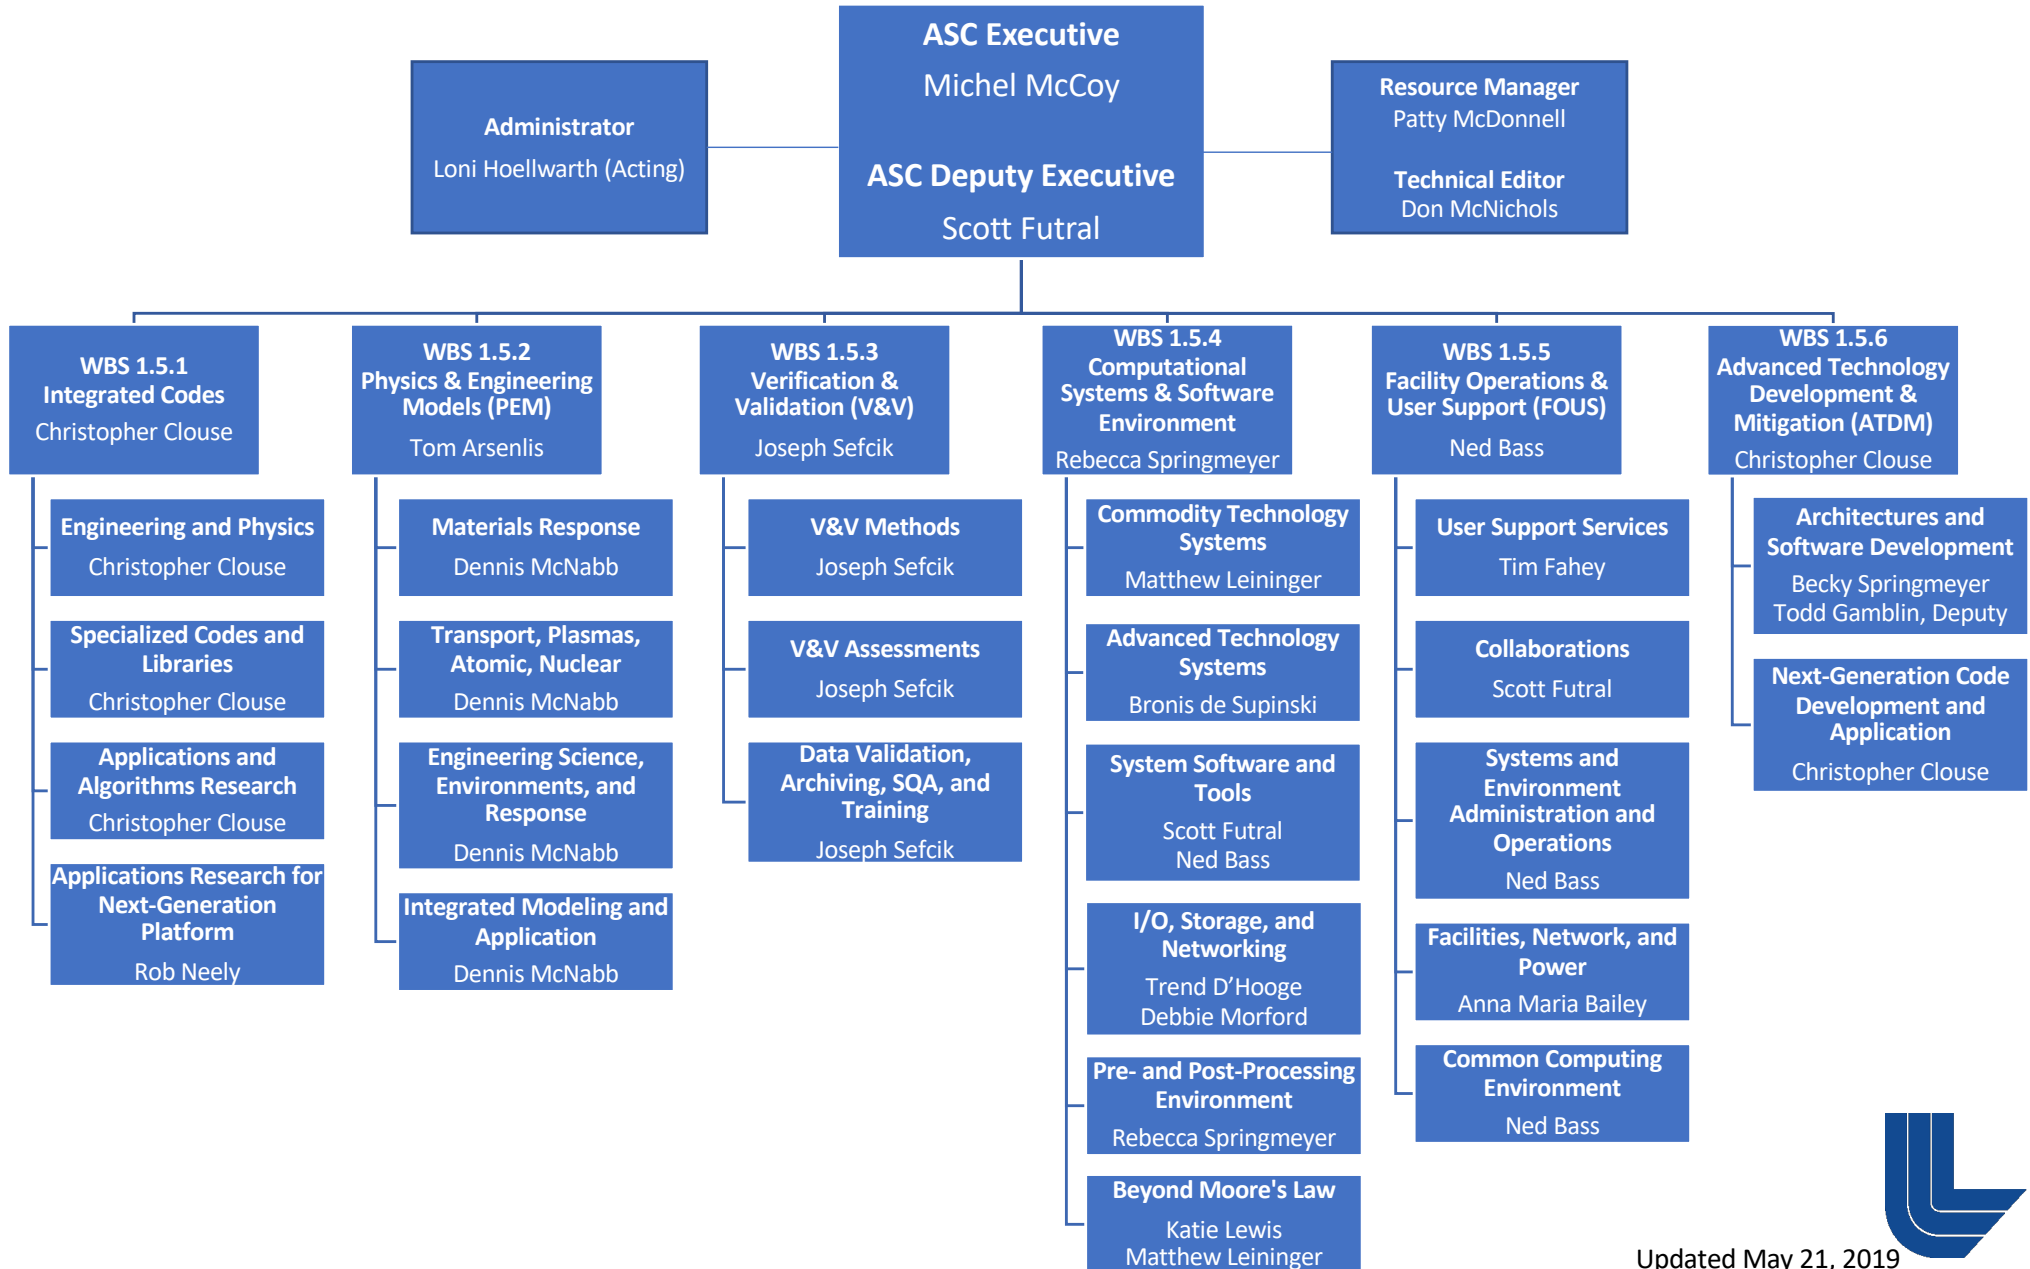 ASC Executive
Michel McCoy
ASC Deputy Executive
Scott Futral
Administrator
Loni Hoellwarth (Acting)
Resource Manager
Patty McDonnell
Technical Editor
Don McNichols
WBS 1.5.1
Integrated Codes
Christopher Clouse
Engineering and Physics
Christopher Clouse
Specialized Codes and
Libraries
Christopher Clouse
Applications and
Algorithms Research
Christopher Clouse
Applications Research for
Next-Generation
Platform
Rob Neely
WBS 1.5.2
Physics & Engineering
Models (PEM)
Tom Arsenlis
Materials Response
Dennis McNabb
Transport, Plasmas,
Atomic, Nuclear
Dennis McNabb
Engineering Science,
Environments, and
Response
Dennis McNabb
Integrated Modeling and
Application
Dennis McNabb
WBS 1.5.3
Verification &
Validation (V&V)
Joseph Sefcik
V&V Methods
Joseph Sefcik
V&V Assessments
Joseph Sefcik
Data Validation,
Archiving, SQA, and
Training
Joseph Sefcik
WBS 1.5.4
Computational
Systems & Software
Environment
Rebecca Springmeyer
Commodity Technology
Systems
Matthew Leininger
Advanced Technology
Systems
Bronis de Supinski
System Software and
Tools
Scott Futral
Ned Bass
I/O, Storage, and
Networking
Trend D’Hooge
Debbie Morford
Pre- and Post-Processing
Environment
Rebecca Springmeyer
Beyond Moore's Law
Katie Lewis
Matthew Leininger
WBS 1.5.5
Facility Operations &
User Support (FOUS)
Ned Bass
User Support Services
Tim Fahey
Collaborations
Scott Futral
Systems and
Environment
Administration and
Operations
Ned Bass
Facilities, Network, and
Power
Anna Maria Bailey
Common Computing
Environment
Ned Bass
WBS 1.5.6
Advanced Technology
Development &
Mitigation (ATDM)
Christopher Clouse
Architectures and
Software Development
Becky Springmeyer
Todd Gamblin, Deputy
Next-Generation Code
Development and
Application
Christopher Clouse
Updated May 21, 2019